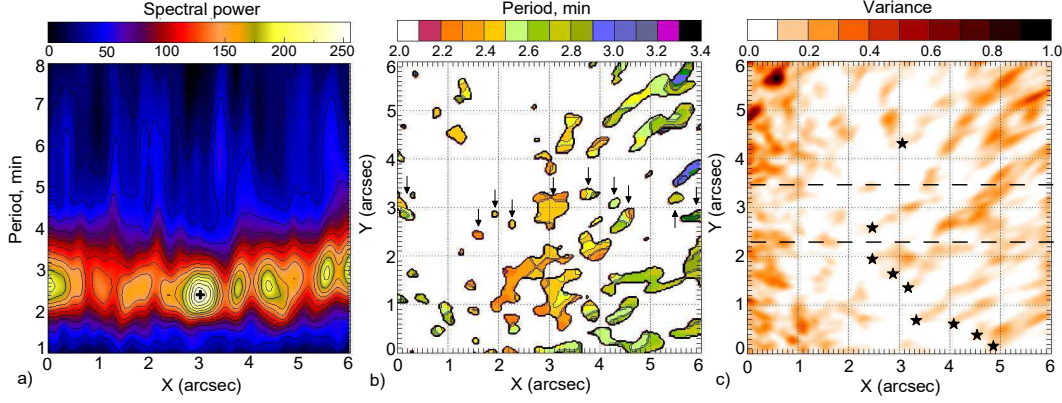 Spectral power
0 50 100 150 200 250
8
7
6
5
4
3
2
1
Period, min
0 1 2 3 4 5 6
X (arcsec)
a)
Period, min
2.0 2.2 2.4 2.6 2.8 3.0 3.2 3.4
6
5
4
3
2
1
0
Y (arcsec)
0 1 2 3 4 5 6
X (arcsec)
b)
Variance
0.0 0.2 0.4 0.6 0.8 1.0
6
5
4
3
2
1
0
Y (arcsec)
0 1 2 3 4 5 6
X (arcsec)
c)